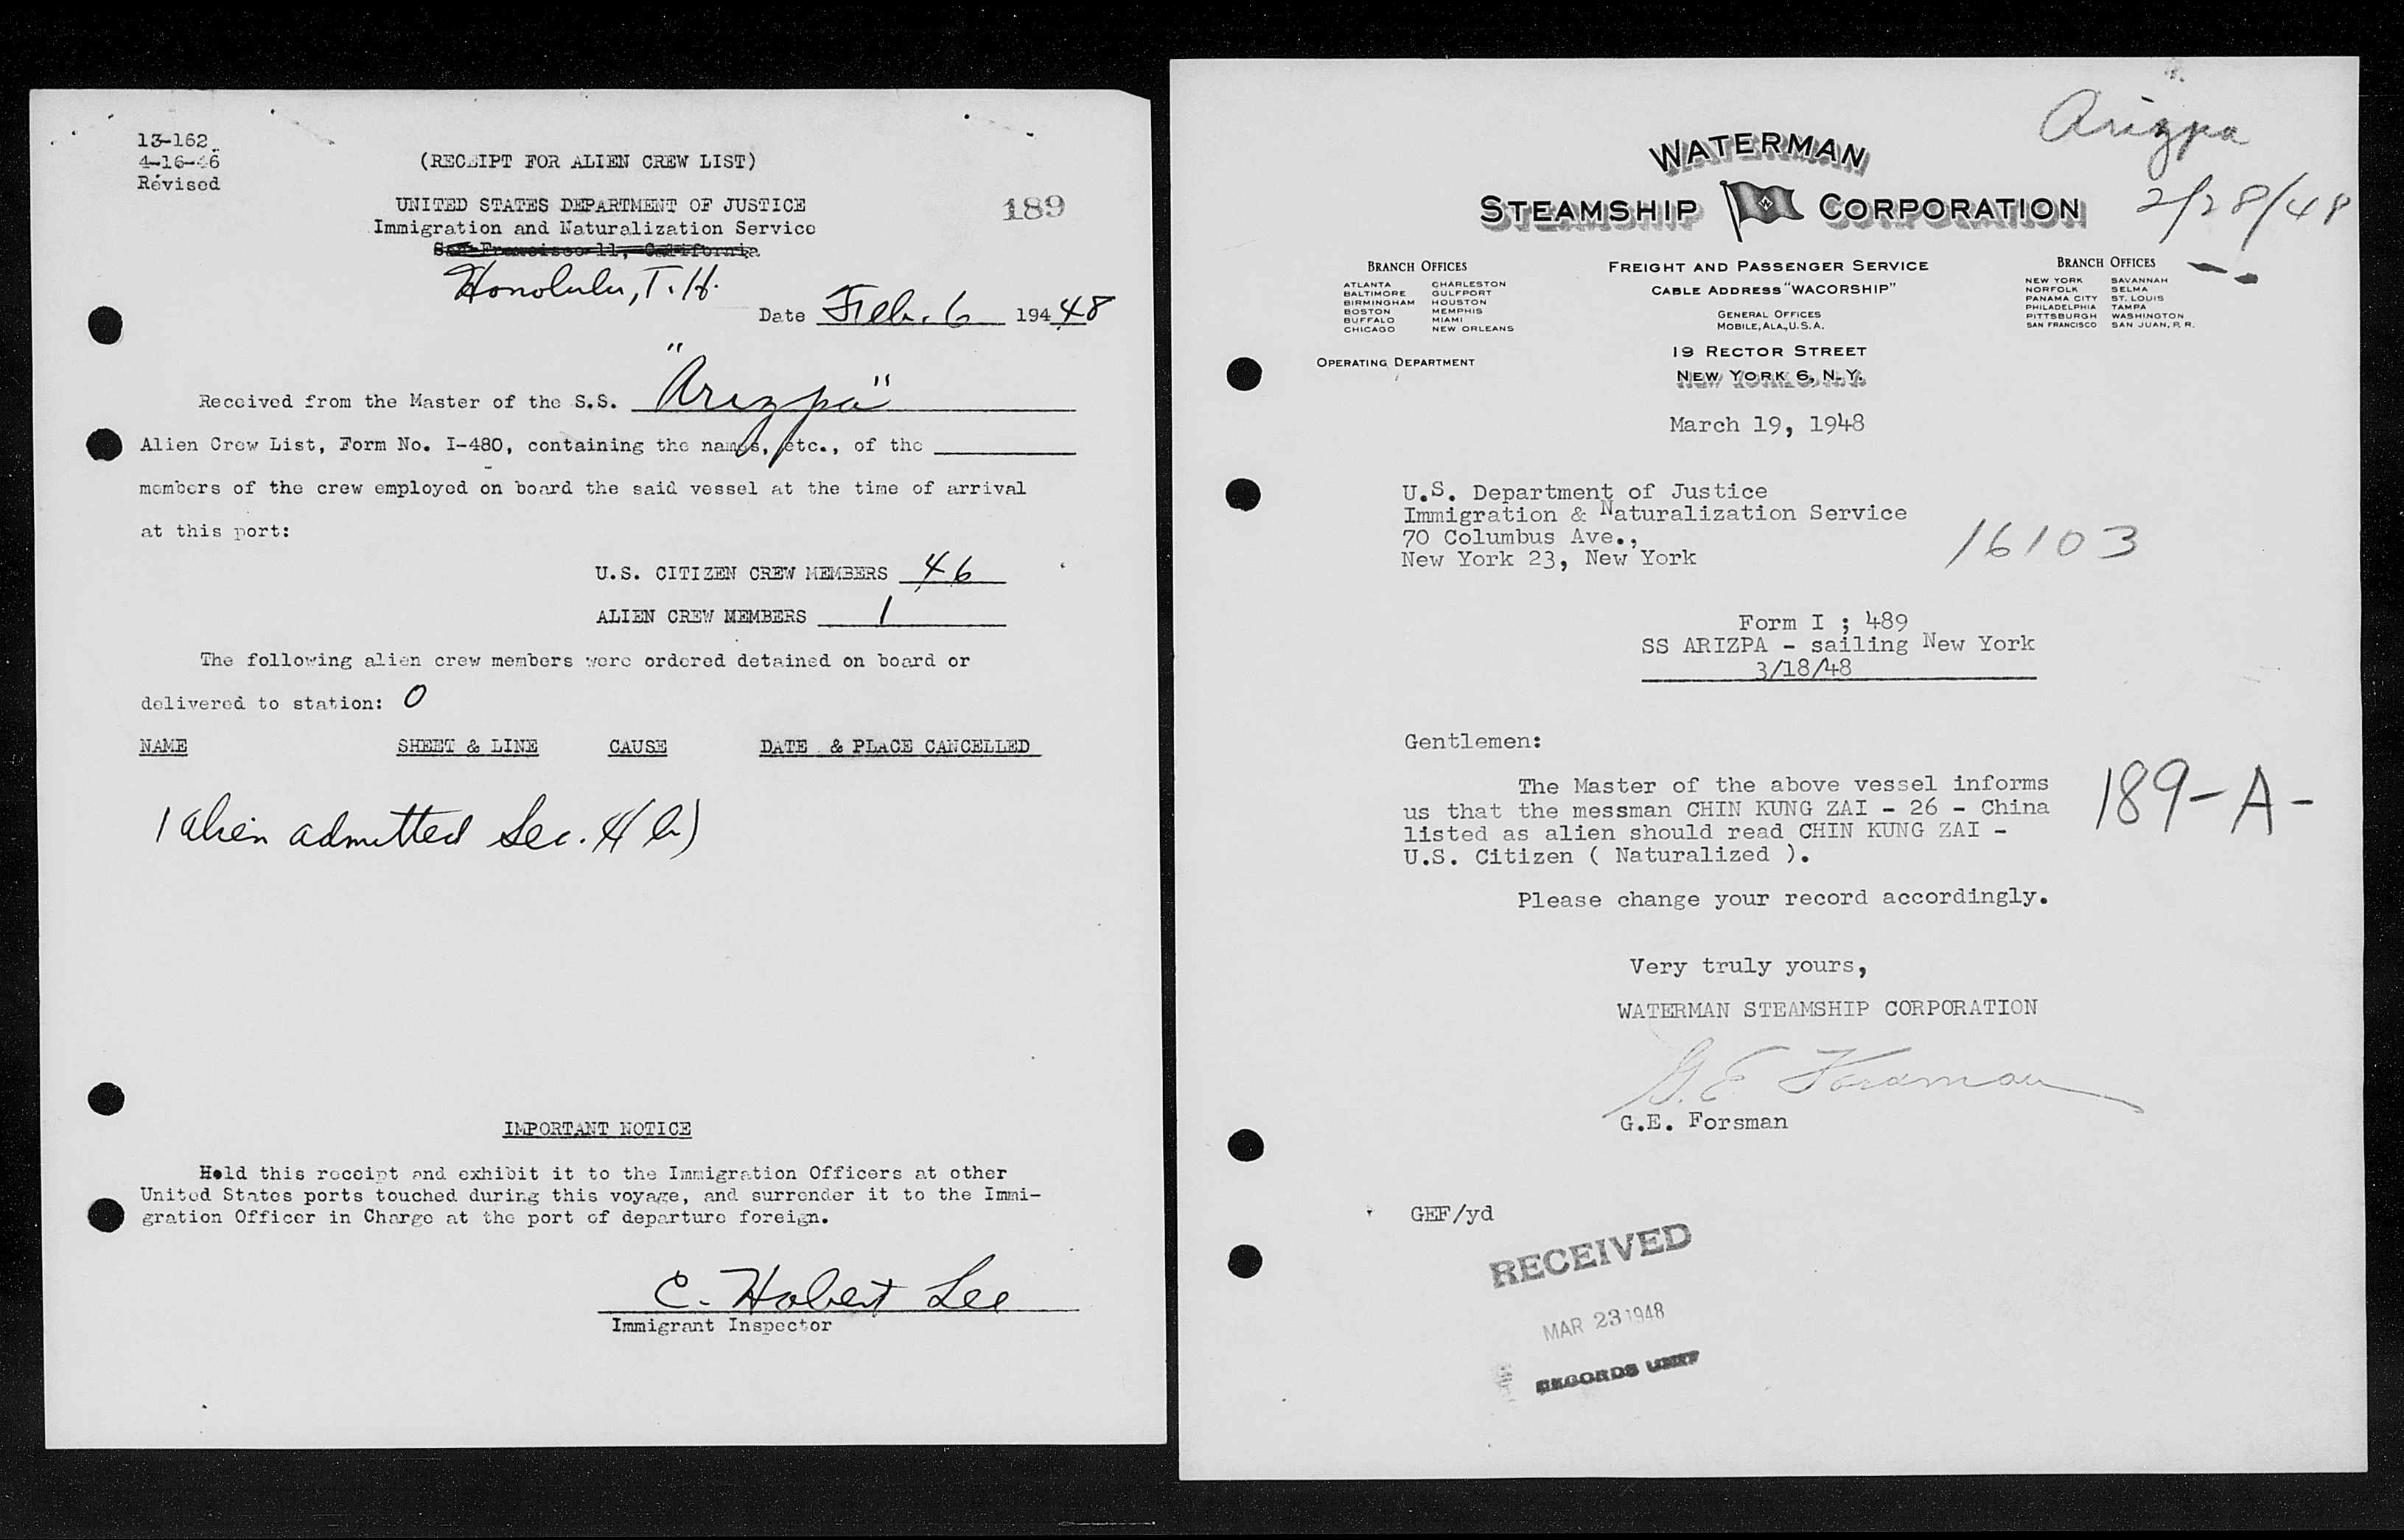 13-162
4-16-46
Revised
(RECEIPT FOR ALIEN CREW LIST)
UNITED STATES DEPARTMENT OF JUSTICE
189
Immigration and Naturalization Service
San Francisco 11, California
Honolulu, T.H.
Date Feb. 6 194 48
Received from the Master of the S.S. "Arizpa"
Alien Crew List, Form No. I-480, containing the names, etc., of the
members of the crew employed on board the said vessel at the time of arrival
at this port:
U.S. CITIZEN CREW MEMBERS 46
ALIEN CREW MEMBERS 1
The following alien crew members were ordered detained on board or
delivered to station: 0
NAME SHEET & LINE CAUSE DATE & PLACE CANCELLED
1 alien admitted Sec. 4(b)
IMPORTANT NOTICE
Hold this receipt and exhibit it to the Immigration Officers at other
United States ports touched during this voyage, and surrender it to the Immi-
gration Officer in Charge at the port of departure foreign.
C. Hobert Lee
Immigrant Inspector
Arizpa
2/28/48
WATERMAN
STEAMSHIP CORPORATION
BRANCH OFFICES
ATLANTA CHARLESTON
BALTIMORE GULFPORT
BIRMINGHAM HOUSTON
BOSTON MEMPHIS
BUFFALO MIAMI
CHICAGO NEW ORLEANS
FREIGHT AND PASSENGER SERVICE
CABLE ADDRESS "WACORSHIP"
GENERAL OFFICES
MOBILE, ALA., U.S.A.
BRANCH OFFICES
NEW YORK SAVANNAH
NORFOLK SELMA
PANAMA CITY ST. LOUIS
PHILADELPHIA TAMPA
PITTSBURGH WASHINGTON
SAN FRANCISCO SAN JUAN, P. R.
OPERATING DEPARTMENT
19 RECTOR STREET
NEW YORK 6, N.Y.
March 19, 1948
U.S. Department of Justice
Immigration & Naturalization Service
70 Columbus Ave.,
New York 23, New York
16103
Form I ; 489
SS ARIZPA - sailing New York
3/18/48
Gentlemen:
The Master of the above vessel informs
us that the messman CHIN KUNG ZAI - 26 - China
listed as alien should read CHIN KUNG ZAI -
U.S. Citizen ( Naturalized ).
189-A-
Please change your record accordingly.
Very truly yours,
WATERMAN STEAMSHIP CORPORATION
G. E. Forsman
G.E. Forsman
GEF/yd
RECEIVED
MAR 23 1948
RECORDS UNIT